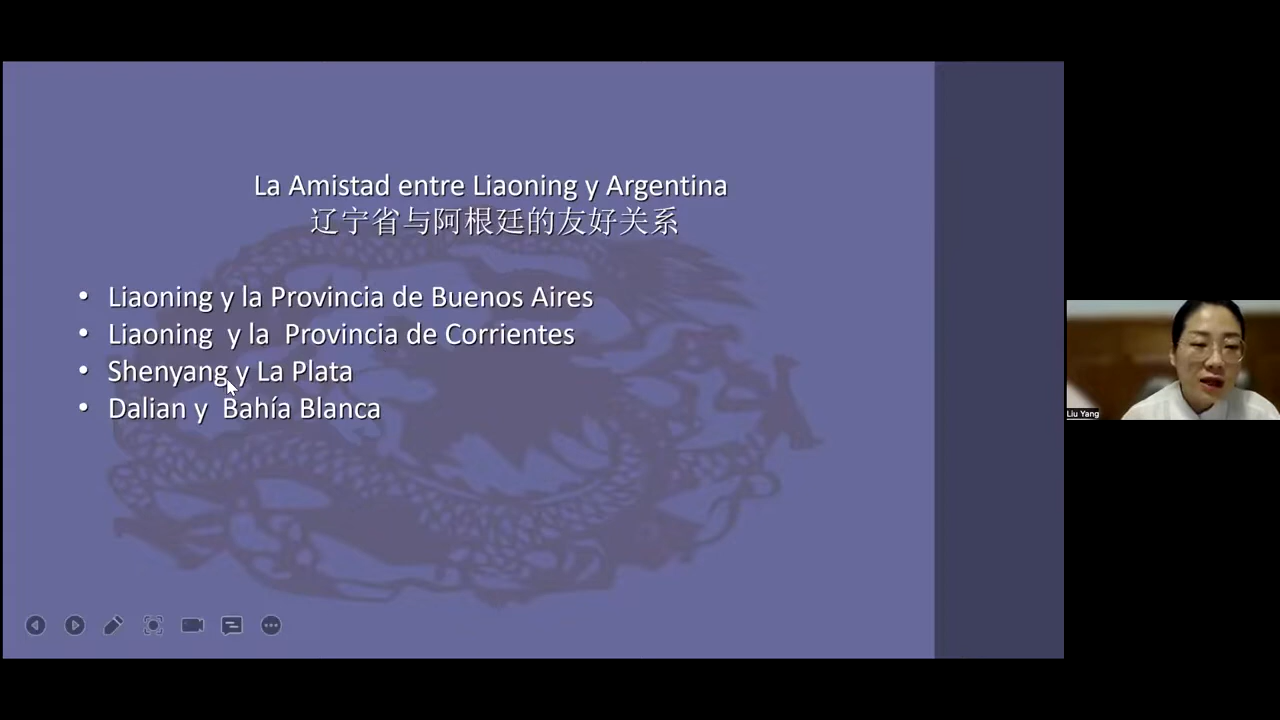 La Amistad entre Liaoning y Argentina
辽宁省与阿根廷的友好关系
• Liaoning y la Provincia de Buenos Aires
• Liaoning y la Provincia de Corrientes
• Shenyang y La Plata
• Dalian y Bahía Blanca
Liu Yang